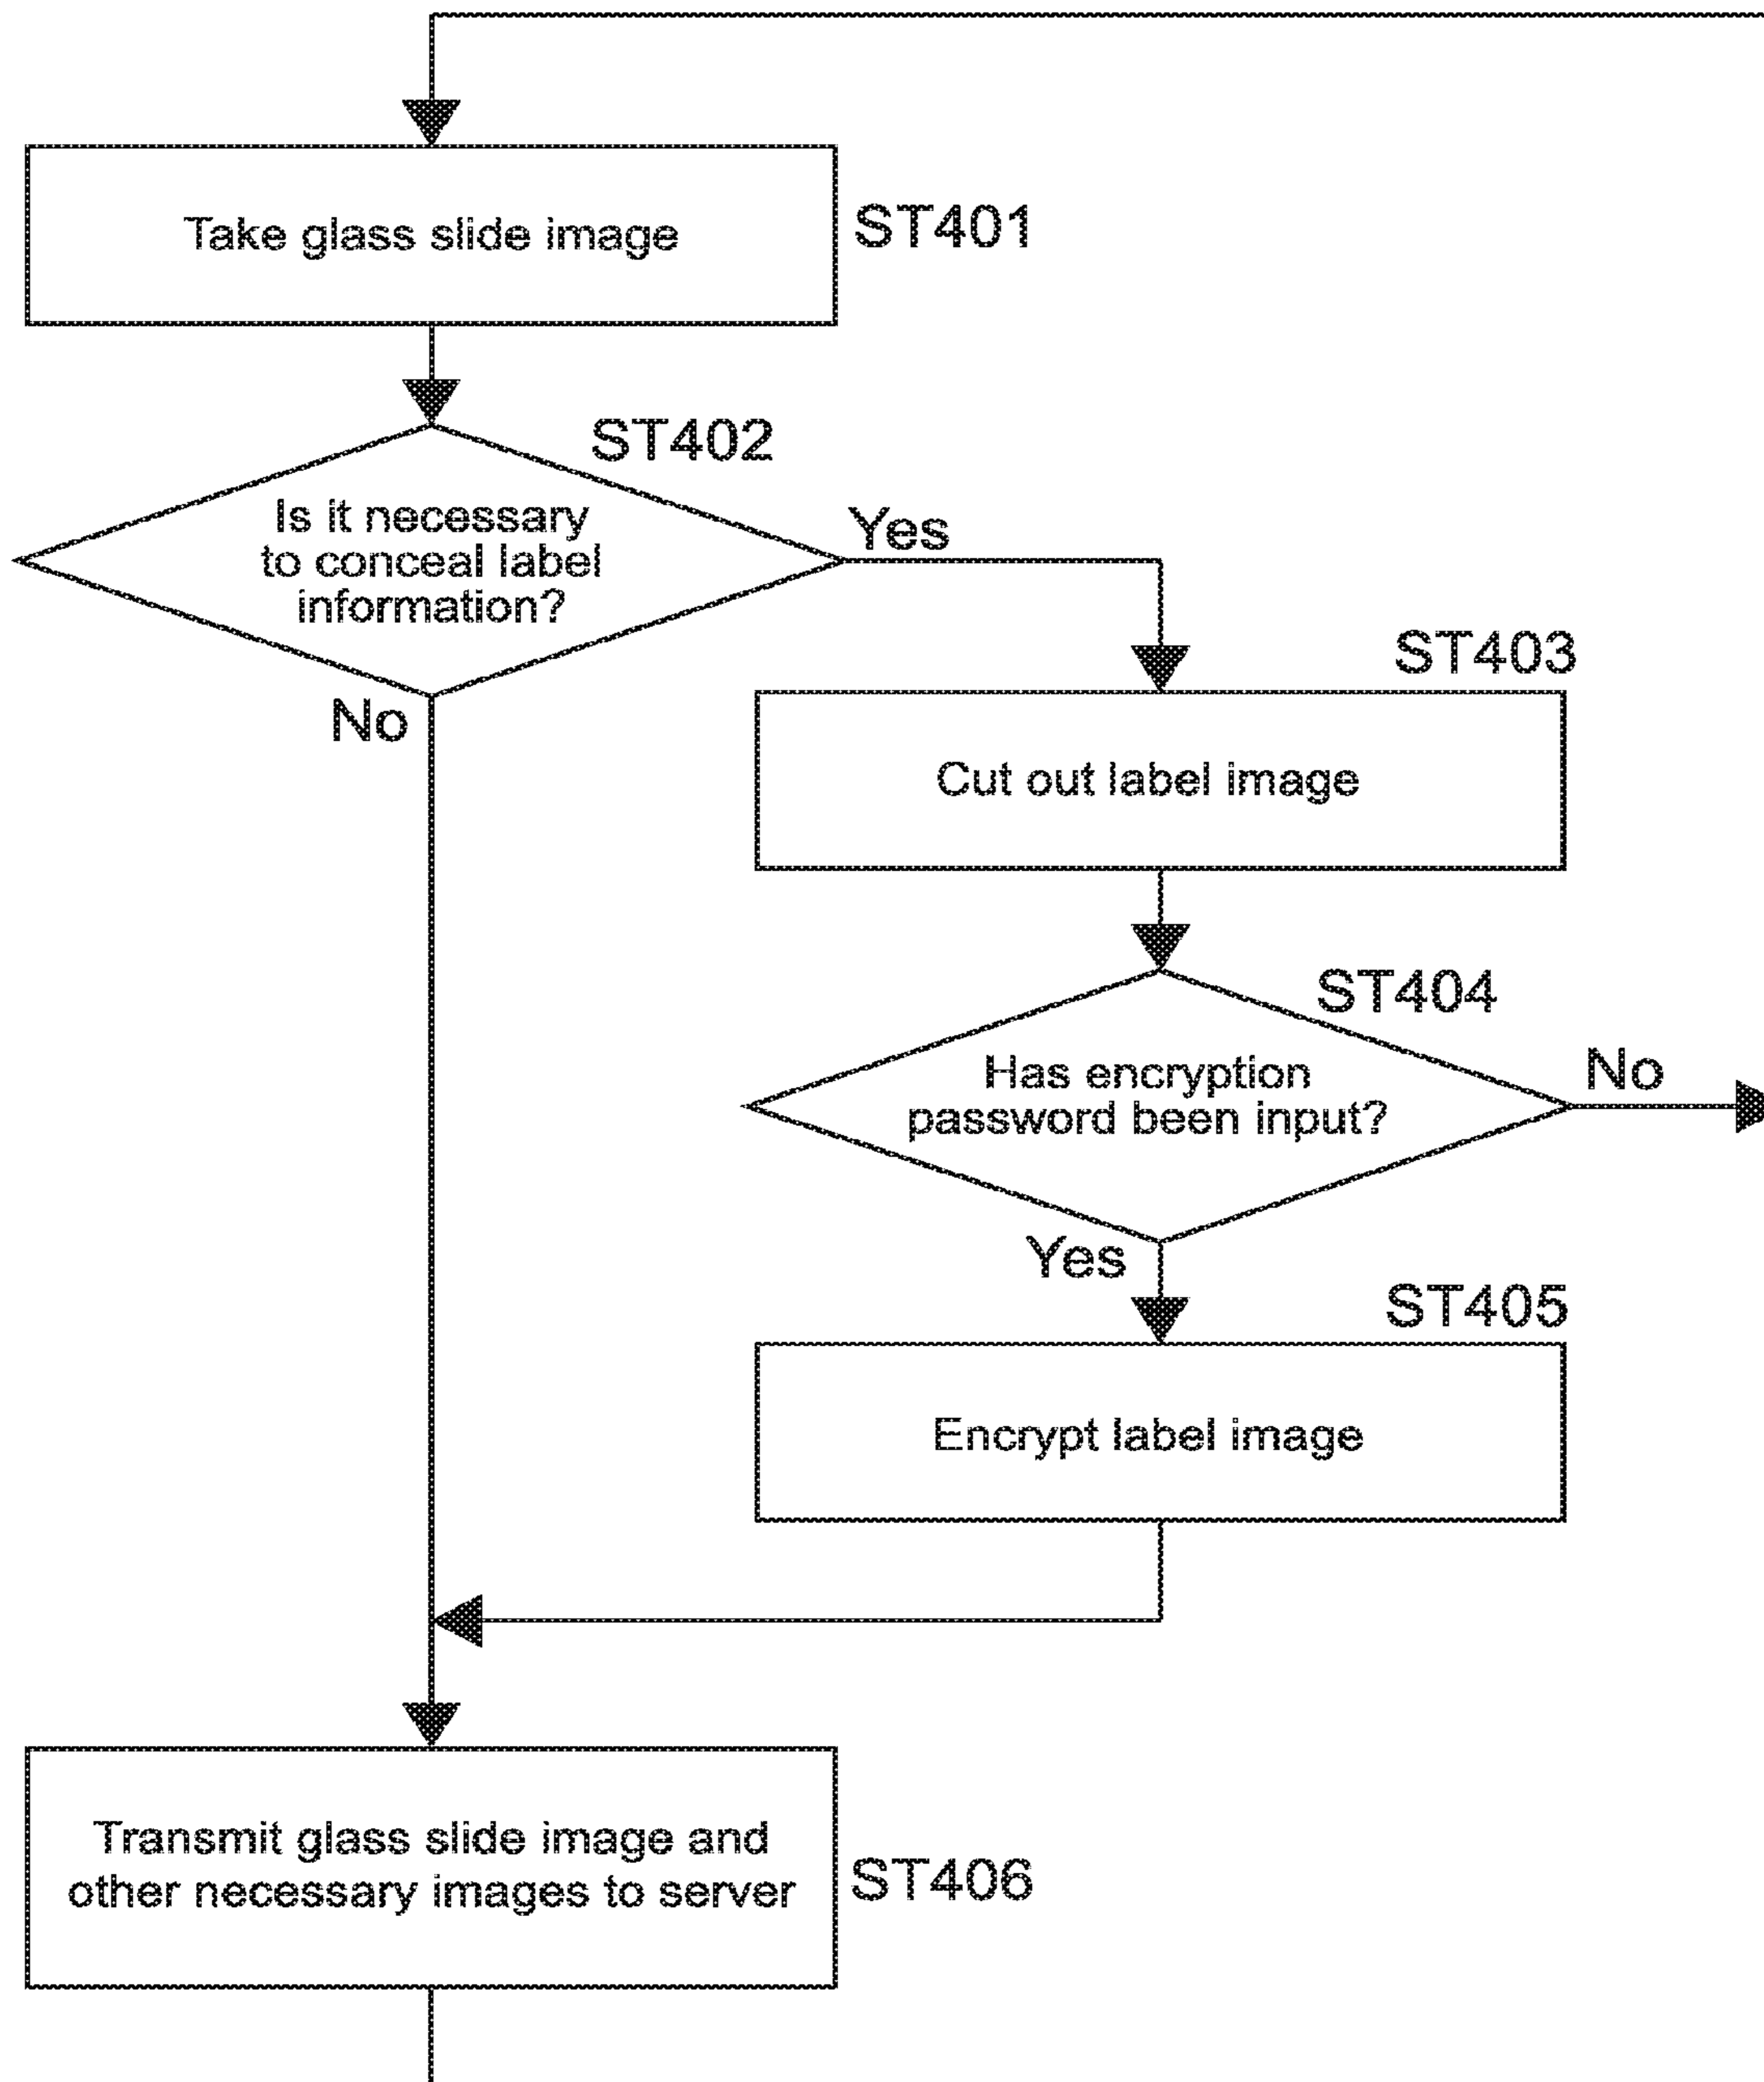 Take glass slide image
ST401
ST402
Is it necessary
to conceal label
information?
Yes
No
ST403
Cut out label image
ST404
Has encryption
password been input?
No
Yes
ST405
Encrypt label image
Transmit glass slide image and
other necessary images to server
ST406